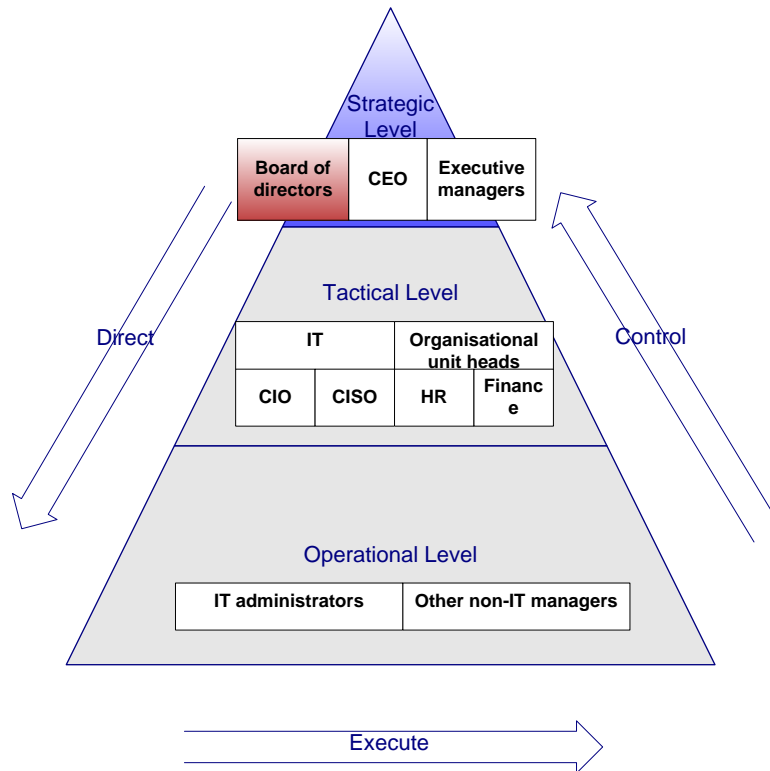 Strategic
Level
Board of
directors
CEO
Executive
managers
Tactical Level
Direct
Control
IT
Organisational
unit heads
CIO
CISO
HR
Financ
e
Operational Level
IT administrators
Other non-IT managers
Execute